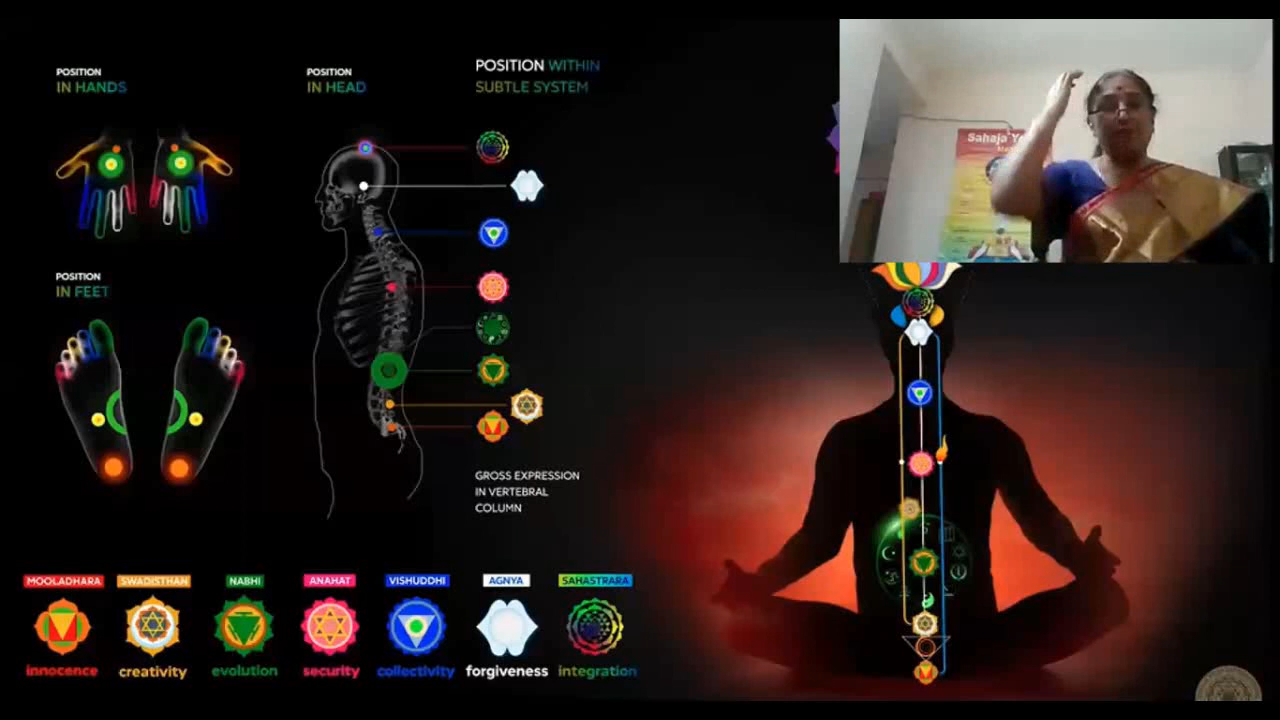 POSITION
IN HANDS
POSITION
IN HEAD
POSITION WITHIN
SUBTLE SYSTEM
Sahaja Yo
POSITION
IN FEET
GROSS EXPRESSION
IN VERTEBRAL
COLUMN
MOOLADHARA
SWADISTHAN
NABHI
ANAHAT
VISHUDDHI
AGNYA
SAHASTRARA
innocence
creativity
evolution
security
collectivity
forgiveness
integration